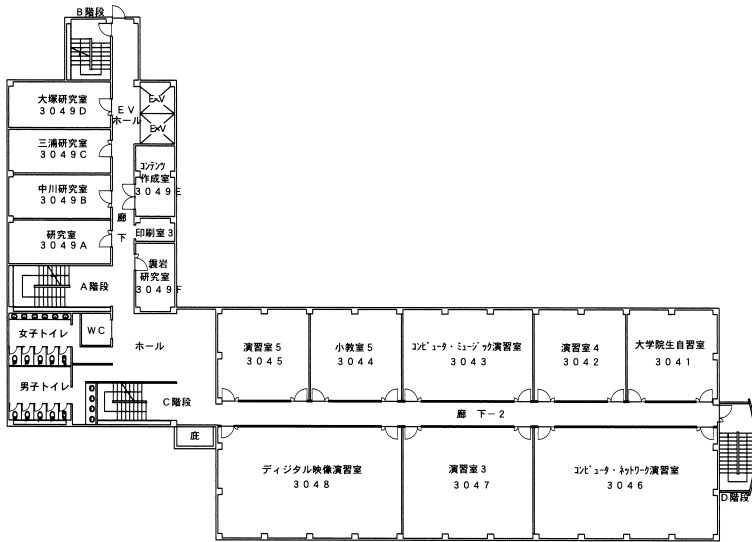 B階段
大塚研究室
3049D
EV
ホール
EV
EV
三浦研究室
3049C
コンテンツ
作成室
3049E
中川研究室
3049B
廊
下
印刷室3
研究室
3049A
鷲岩
研究室
3049F
A階段
女子トイレ
WC
ホール
男子トイレ
C階段
庇
演習室5
3045
小教室5
3044
コンピュータ・ミュージック演習室
3043
演習室4
3042
大学院生自習室
3041
廊 下-2
ディジタル映像演習室
3048
演習室3
3047
コンピュータ・ネットワーク演習室
3046
D階段